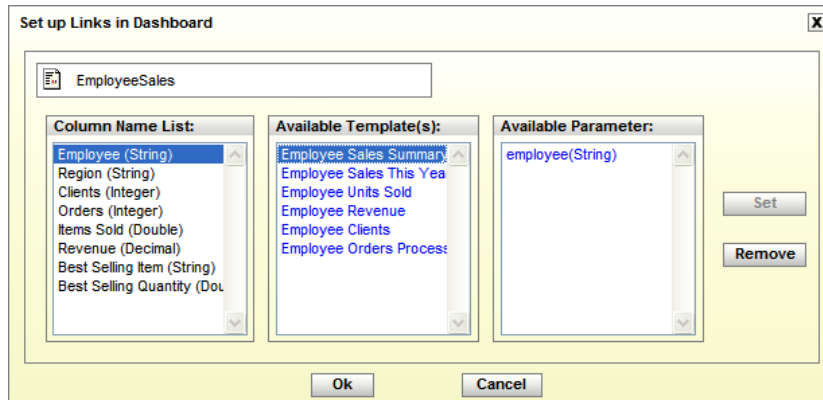 Set up Links in Dashboard
X
EmployeeSales
Column Name List:
Employee (String)
Region (String)
Clients (Integer)
Orders (Integer)
Items Sold (Double)
Revenue (Decimal)
Best Selling Item (String)
Best Selling Quantity (Dou
Available Template(s):
Employee Sales Summary
Employee Sales This Yea
Employee Units Sold
Employee Revenue
Employee Clients
Employee Orders Process
Available Parameter:
employee(String)
Set
Remove
Ok
Cancel